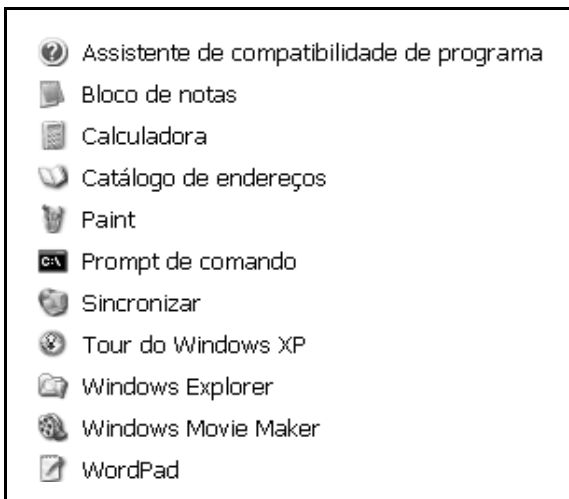 Assistente de compatibilidade de programa
Bloco de notas
Calculadora
Catálogo de endereços
Paint
C:\ Prompt de comando
Sincronizar
Tour do Windows XP
Windows Explorer
Windows Movie Maker
WordPad